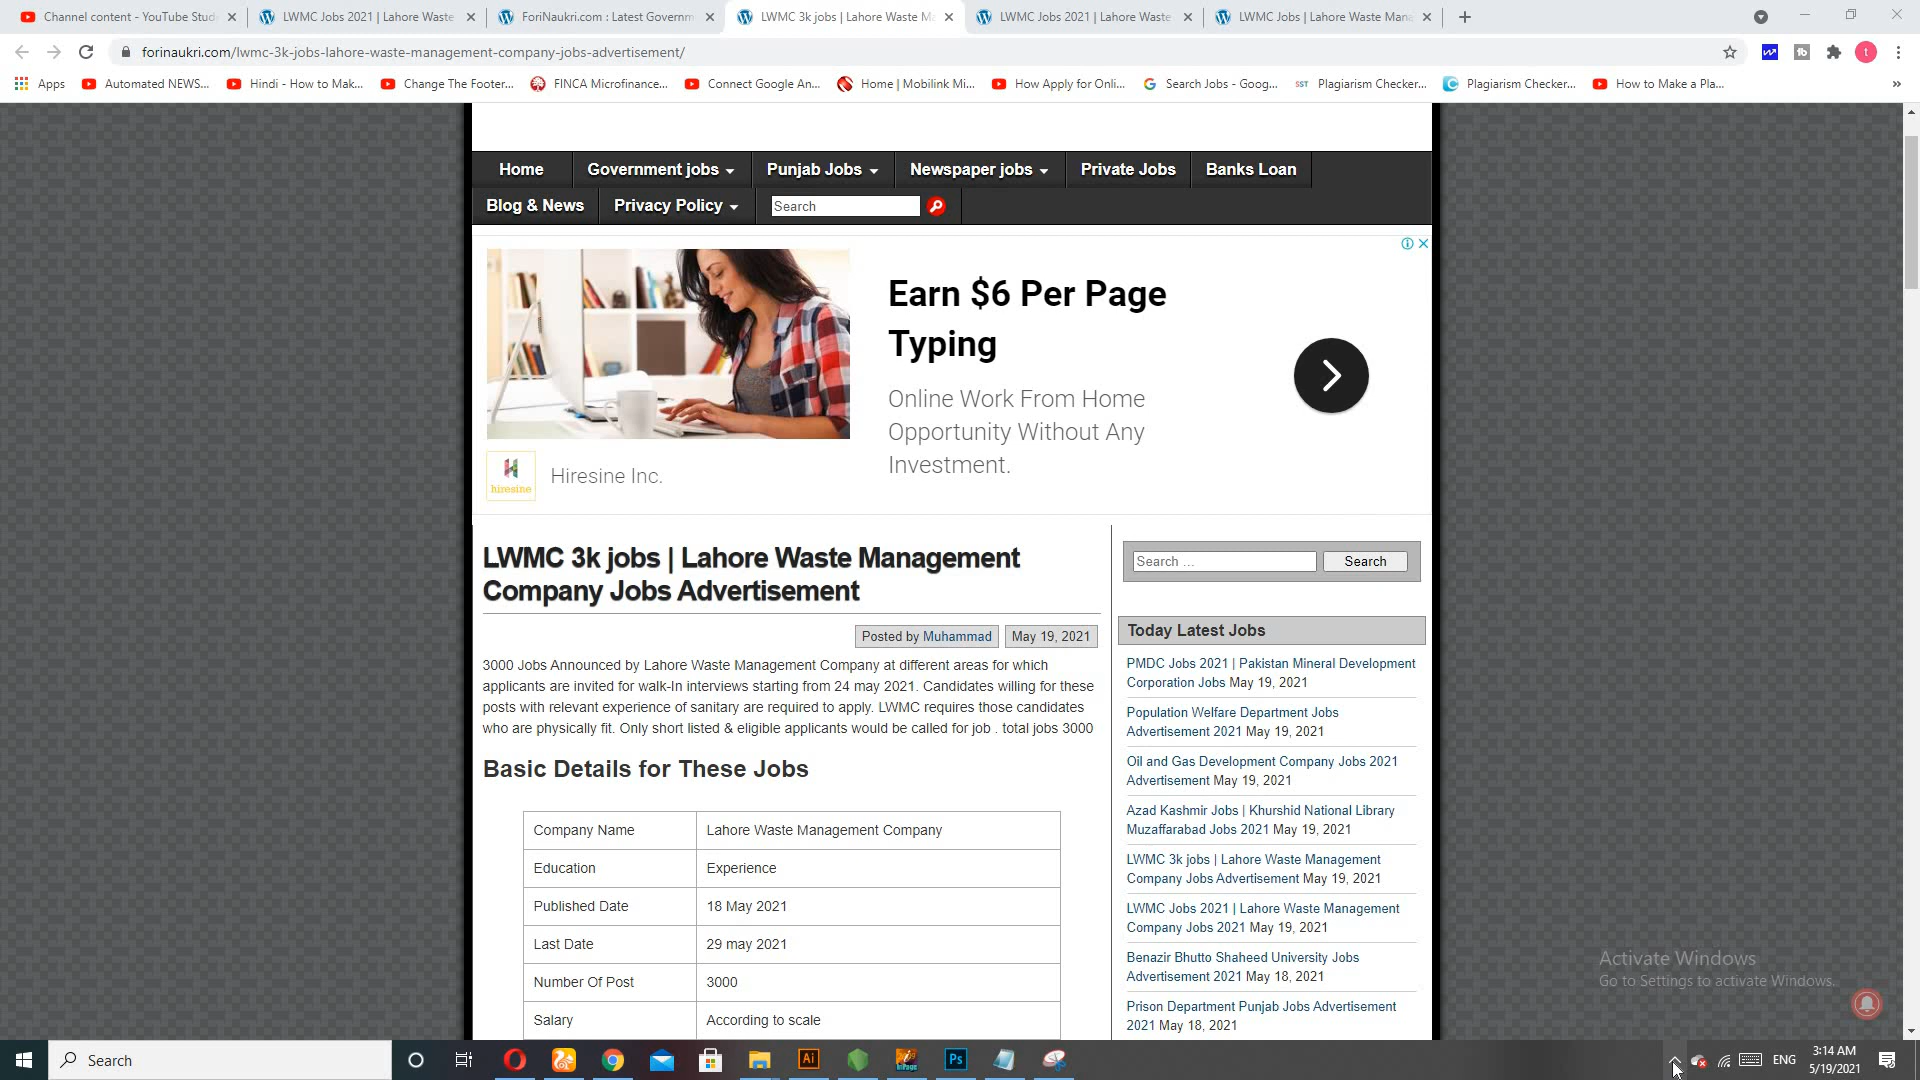 Channel content - YouTube Stud
LWMC Jobs 2021 | Lahore Waste
ForiNaukri.com : Latest Governm
LWMC 3k jobs | Lahore Waste Ma
LWMC Jobs 2021 | Lahore Waste
LWMC Jobs | Lahore Waste Mana
forinaukri.com/lwmc-3k-jobs-lahore-waste-management-company-jobs-advertisement/
t
Apps
Automated NEWS...
Hindi - How to Mak...
Change The Footer...
FINCA Microfinance...
Connect Google An...
Home | Mobilink Mi...
How Apply for Onli...
Search Jobs - Goog...
SST
Plagiarism Checker...
Plagiarism Checker...
How to Make a Pla...
Home
Government jobs
Punjab Jobs
Newspaper jobs
Private Jobs
Banks Loan
Blog & News
Privacy Policy
Search
Earn $6 Per Page
Typing
Online Work From Home
Opportunity Without Any
Investment.
hiresine
Hiresine Inc.
LWMC 3k jobs | Lahore Waste Management
Company Jobs Advertisement
Posted by Muhammad
May 19, 2021
3000 Jobs Announced by Lahore Waste Management Company at different areas for which
applicants are invited for walk-In interviews starting from 24 may 2021. Candidates willing for these
posts with relevant experience of sanitary are required to apply. LWMC requires those candidates
who are physically fit. Only short listed & eligible applicants would be called for job . total jobs 3000
Basic Details for These Jobs
Company Name
Lahore Waste Management Company
Education
Experience
Published Date
18 May 2021
Last Date
29 may 2021
Number Of Post
3000
Salary
According to scale
Search ...
Search
Today Latest Jobs
PMDC Jobs 2021 | Pakistan Mineral Development
Corporation Jobs May 19, 2021
Population Welfare Department Jobs
Advertisement 2021 May 19, 2021
Oil and Gas Development Company Jobs 2021
Advertisement May 19, 2021
Azad Kashmir Jobs | Khurshid National Library
Muzaffarabad Jobs 2021 May 19, 2021
LWMC 3k jobs | Lahore Waste Management
Company Jobs Advertisement May 19, 2021
LWMC Jobs 2021 | Lahore Waste Management
Company Jobs 2021 May 19, 2021
Benazir Bhutto Shaheed University Jobs
Advertisement 2021 May 18, 2021
Prison Department Punjab Jobs Advertisement
2021 May 18, 2021
Activate Windows
Go to Settings to activate Windows.
Search
Ai
Ps
ENG
3:14 AM
5/19/2021